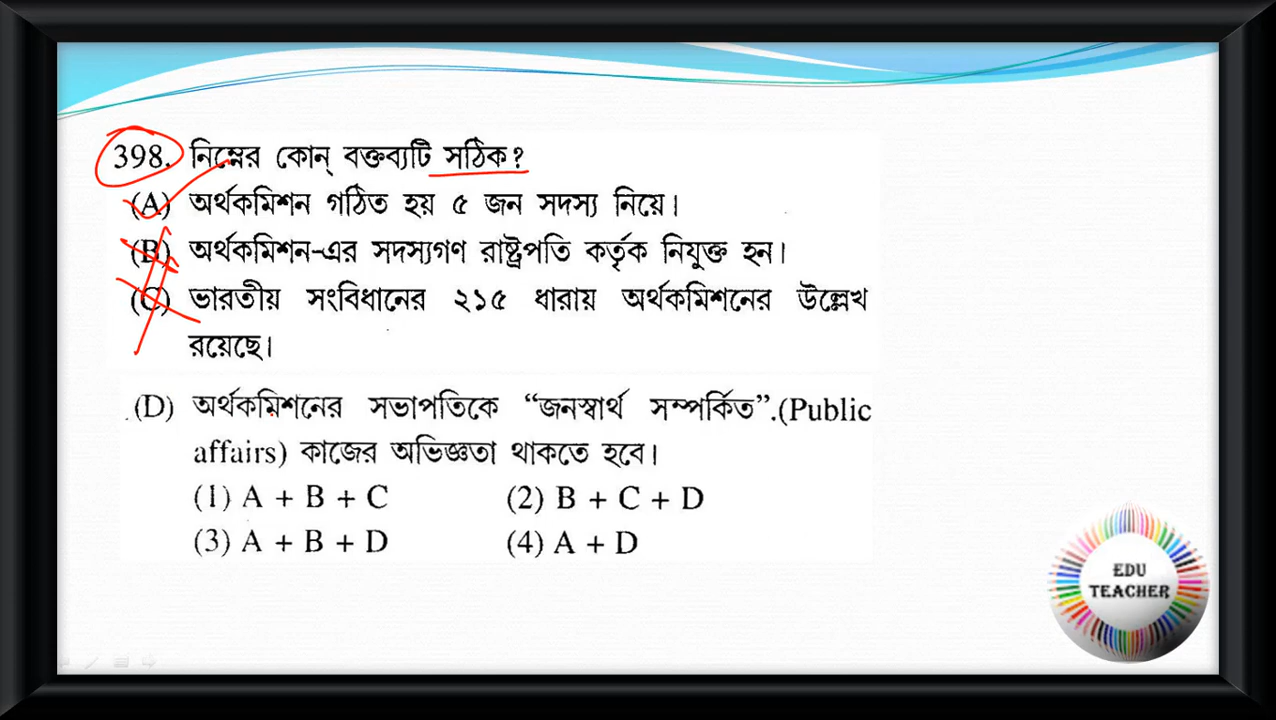 398. নিম্নের কোন্ বক্তব্যটি সঠিক?
(A) অর্থকমিশন গঠিত হয় ৫ জন সদস্য নিয়ে।
(B) অর্থকমিশন-এর সদস্যগণ রাষ্ট্রপতি কর্তৃক নিযুক্ত হন।
(C) ভারতীয় সংবিধানের ২১৫ ধারায় অর্থকমিশনের উল্লেখ
রয়েছে।
(D) অর্থকমিশনের সভাপতিকে “জনস্বার্থ সম্পর্কিত”.(Public
affairs) কাজের অভিজ্ঞতা থাকতে হবে।
(1) A + B + C (2) B + C + D
(3) A + B + D (4) A + D
EDU
TEACHER